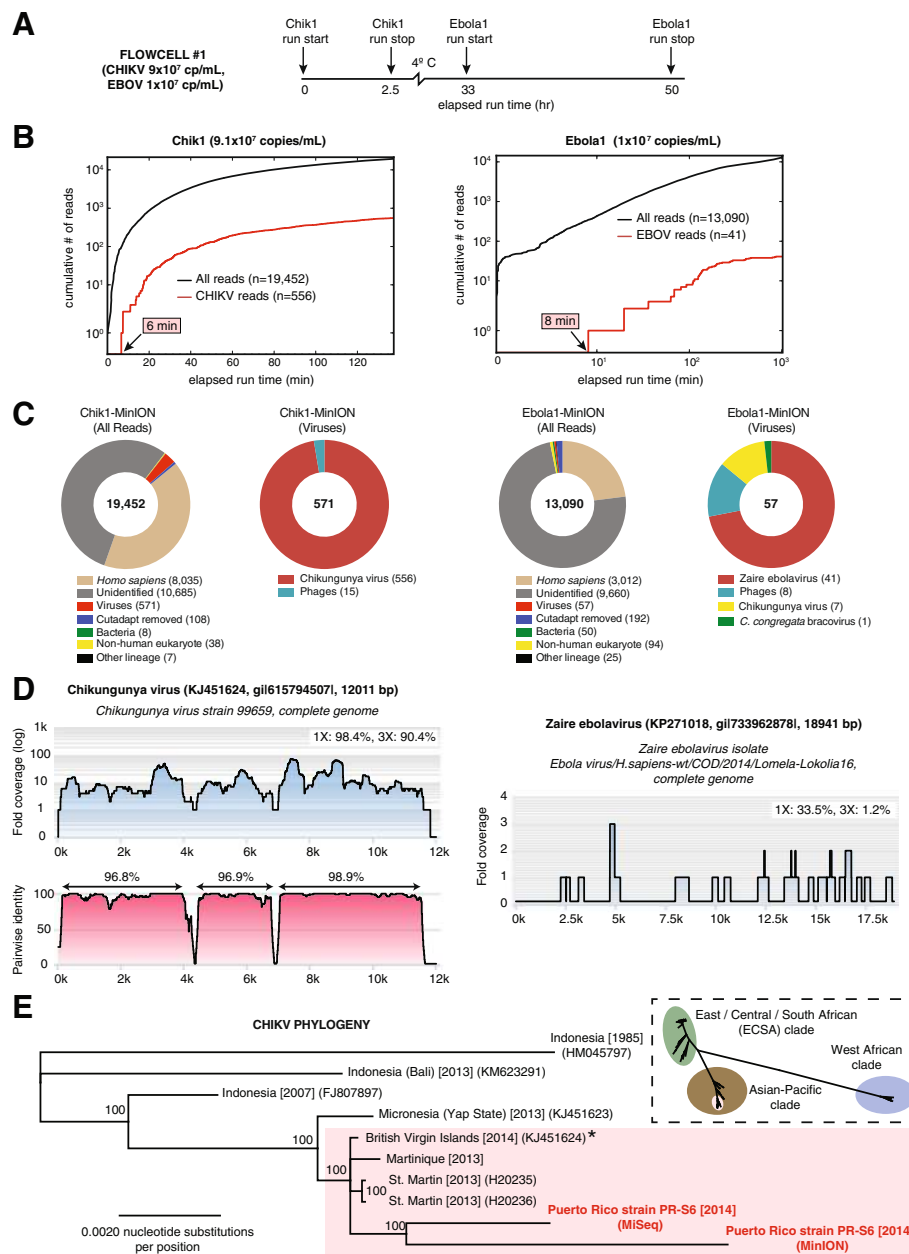 A
FLOWCELL #1
(CHIKV 9x10⁷ cp/mL,
EBOV 1x10⁷ cp/mL)
Chik1
run start
Chik1
run stop
Ebola1
run start
Ebola1
run stop
4º C
0
2.5
33
50
elapsed run time (hr)
B
Chik1 (9.1x10⁷ copies/mL)
cumulative # of reads
10⁴
10³
10²
10¹
10⁰
All reads (n=19,452)
CHIKV reads (n=556)
6 min
0 20 40 60 80 100 120
elapsed run time (min)
Ebola1 (1x10⁷ copies/mL)
cumulative # of reads
10⁴
10³
10²
10¹
10⁰
All reads (n=13,090)
EBOV reads (n=41)
8 min
0 10¹ 10² 10³
elapsed run time (min)
C
Chik1-MinION
(All Reads)
19,452
Homo sapiens (8,035)
Unidentified (10,685)
Viruses (571)
Cutadapt removed (108)
Bacteria (8)
Non-human eukaryote (38)
Other lineage (7)
Chik1-MinION
(Viruses)
571
Chikungunya virus (556)
Phages (15)
Ebola1-MinION
(All Reads)
13,090
Homo sapiens (3,012)
Unidentified (9,660)
Viruses (57)
Cutadapt removed (192)
Bacteria (50)
Non-human eukaryote (94)
Other lineage (25)
Ebola1-MinION
(Viruses)
57
Zaire ebolavirus (41)
Phages (8)
Chikungunya virus (7)
C. congregata bracovirus (1)
D
Chikungunya virus (KJ451624, gi|615794507|, 12011 bp)
Chikungunya virus strain 99659, complete genome
1X: 98.4%, 3X: 90.4%
Fold coverage (log)
1k
100
10
1
0
0k 2k 4k 6k 8k 10k 12k
96.8% 96.9% 98.9%
Pairwise identity
100
50
0
0k 2k 4k 6k 8k 10k 12k
Zaire ebolavirus (KP271018, gi|733962878|, 18941 bp)
Zaire ebolavirus isolate
Ebola virus/H.sapiens-wt/COD/2014/Lomela-Lokolia16,
complete genome
1X: 33.5%, 3X: 1.2%
Fold coverage
4
3
2
1
0
0k 2.5k 5k 7.5k 10k 12.5k 15k 17.5k
E
CHIKV PHYLOGENY
Indonesia [1985]
(HM045797)
Indonesia (Bali) [2013] (KM623291)
Indonesia [2007] (FJ807897)
100
Micronesia (Yap State) [2013] (KJ451623)
100
British Virgin Islands [2014] (KJ451624) *
Martinique [2013]
100
St. Martin [2013] (H20235)
100
St. Martin [2013] (H20236)
Puerto Rico strain PR-S6 [2014]
(MiSeq)
100
Puerto Rico strain PR-S6 [2014]
(MinION)
0.0020 nucleotide substitutions
per position
East / Central / South African
(ECSA) clade
West African
clade
Asian-Pacific
clade